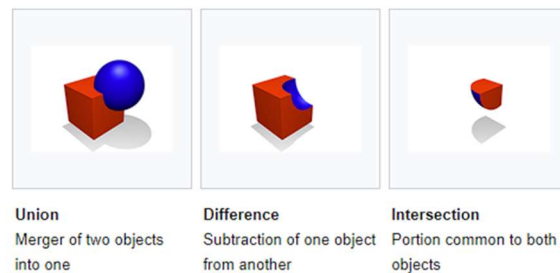 Union
Merger of two objects
into one
Difference
Subtraction of one object
from another
Intersection
Portion common to both
objects